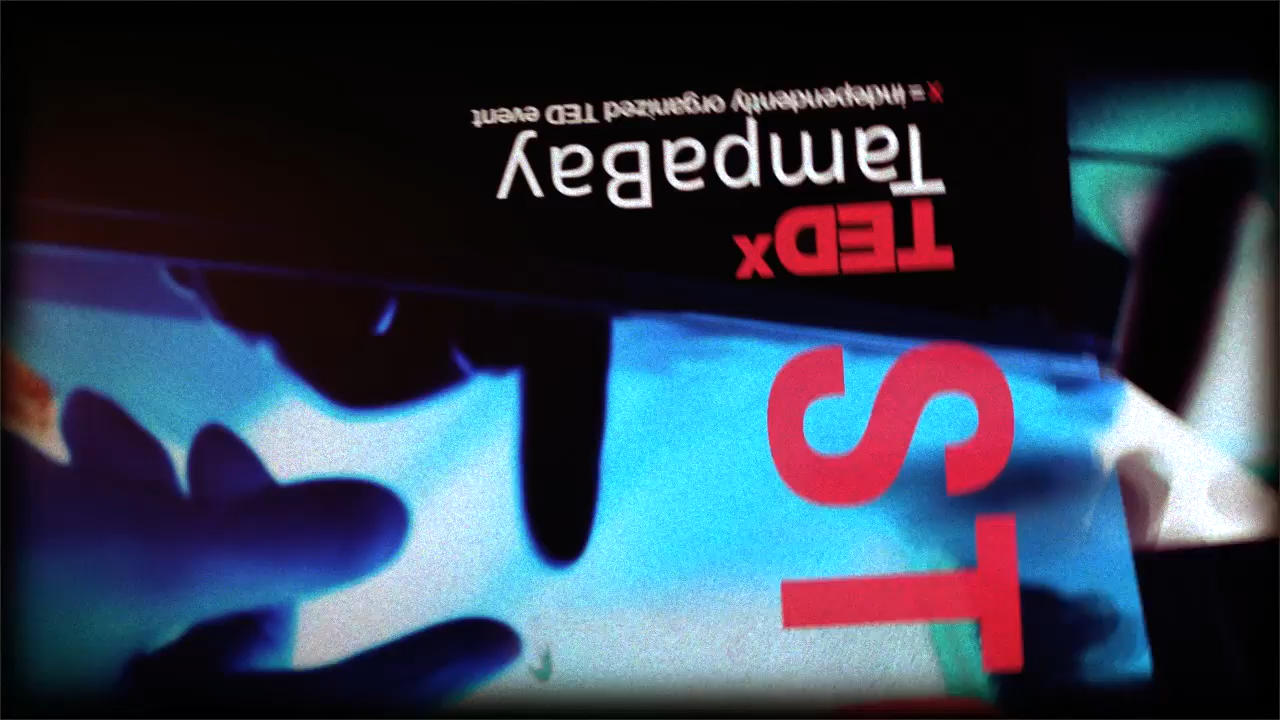 TEDx
TampaBay
x = independently organized TED event
ST